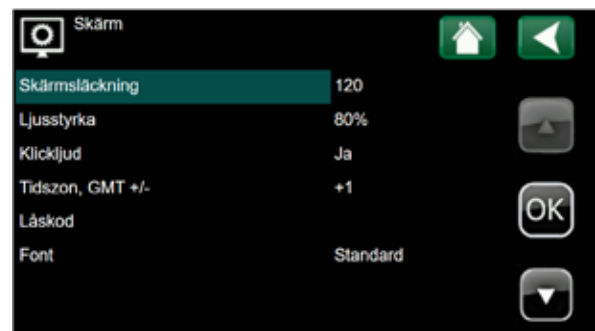 Skärm
Skärmsläckning 120
Ljusstyrka 80%
Klickljud Ja
Tidszon, GMT +/- +1
Låskod
OK
Font Standard